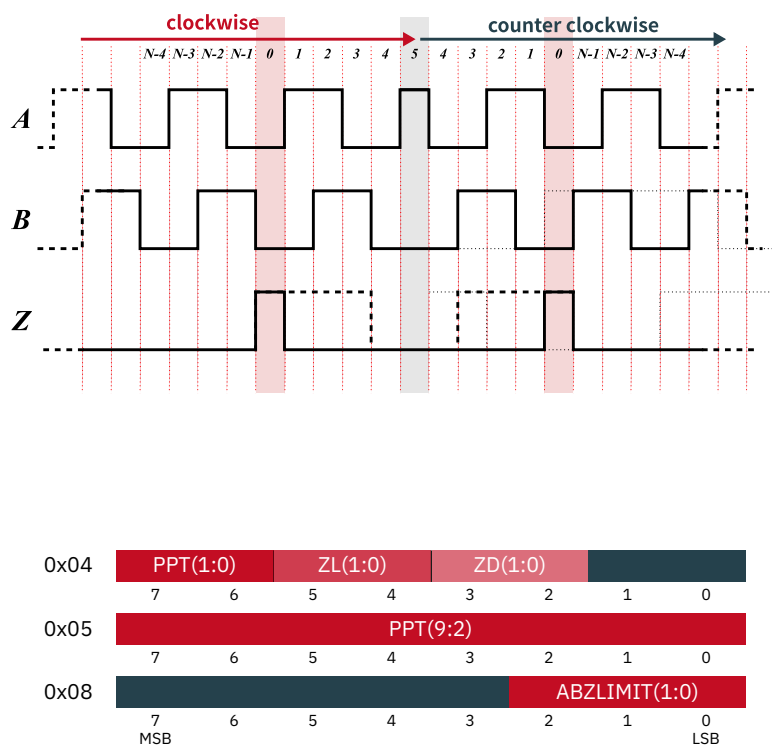 clockwise counter clockwise
N-4 N-3 N-2 N-1 0 1 2 3 4 5 4 3 2 1 0 N-1 N-2 N-3 N-4
A
B
Z
0x04 PPT(1:0) ZL(1:0) ZD(1:0)
7 6 5 4 3 2 1 0
0x05 PPT(9:2)
7 6 5 4 3 2 1 0
0x08 ABZLIMIT(1:0)
7 6 5 4 3 2 1 0
MSB LSB